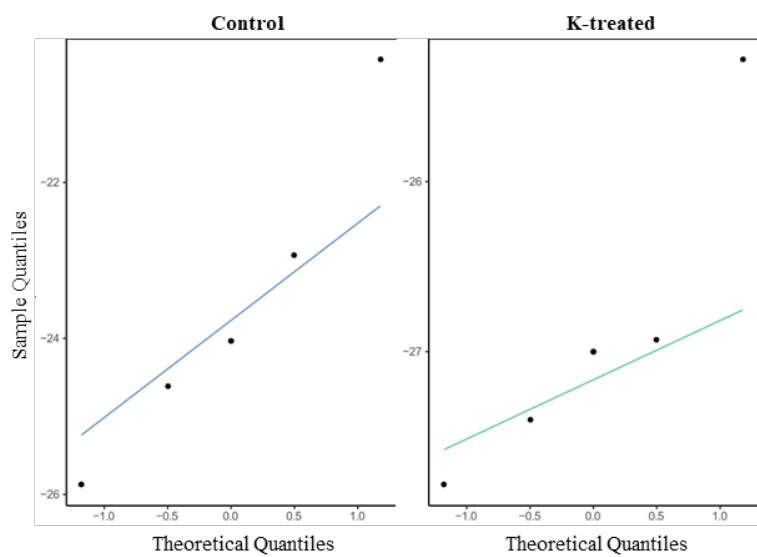 Control
K-treated
Sample Quantiles
−22
−24
−26
−26
−27
−1.0 −0.5 0.0 0.5 1.0
−1.0 −0.5 0.0 0.5 1.0
Theoretical Quantiles
Theoretical Quantiles